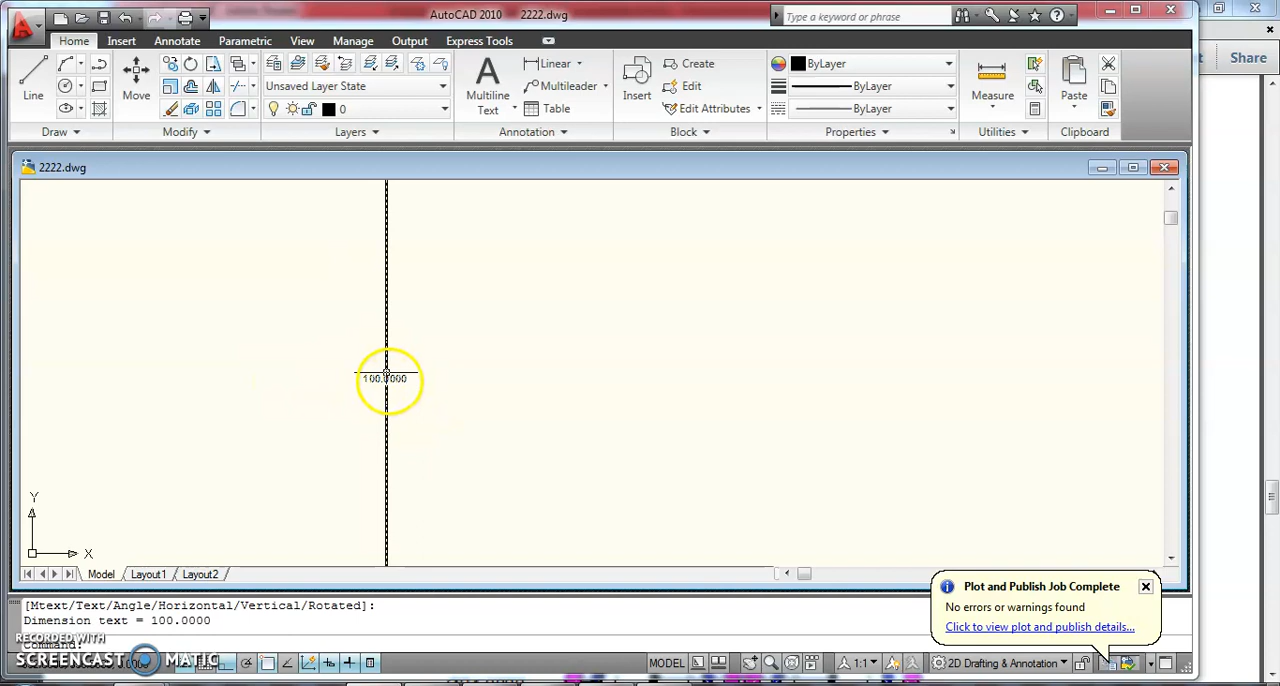 AutoCAD 2010 2222.dwg
Type a keyword or phrase
Share
Home Insert Annotate Parametric View Manage Output Express Tools
Line
Move
Unsaved Layer State
0
Multiline
Text
Linear
Multileader
Table
Insert
Create
Edit
Edit Attributes
ByLayer
ByLayer
ByLayer
Measure
Paste
Draw Modify Layers Annotation Block Properties Utilities Clipboard
2222.dwg
100.0000
Y
X
Model Layout1 Layout2
Plot and Publish Job Complete
No errors or warnings found
Click to view plot and publish details...
[Mtext/Text/Angle/Horizontal/Vertical/Rotated]:
Dimension text = 100.0000
Command:
RECORDED WITH
SCREENCAST MATIC
MODEL 1:1 2D Drafting & Annotation